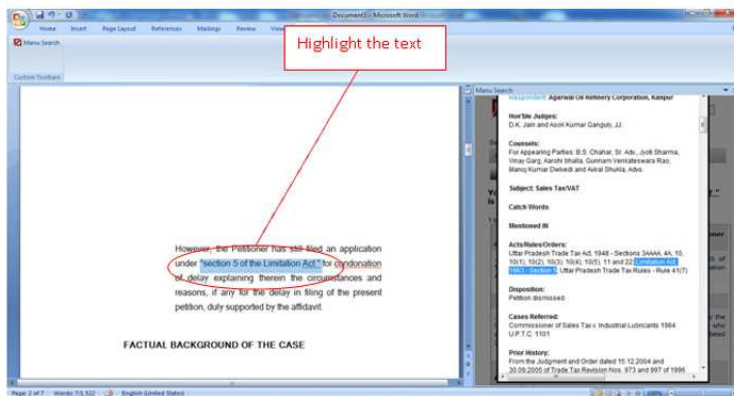 Document3 - Microsoft Word
Home Insert Page Layout References Mailings Review View
Manu Search
Custom Toolbars
Highlight the text
However, the Petitioner has still filed an application
under "section 5 of the Limitation Act" for condonation
of delay explaining therein the circumstances and
reasons, if any for the delay in filing of the present
petition, duly supported by the affidavit.
FACTUAL BACKGROUND OF THE CASE
Manu Search
Respondent: Agarwal Oil Refinery Corporation, Kanpur
Hon'ble Judges:
D.K. Jain and Asok Kumar Ganguly, JJ.
Counsels:
For Appearing Parties: B.S. Chahar, Sr. Adv., Jyoti Sharma,
Vinay Garg, Aarohi bhalla, Gunnam Venkateswara Rao,
Manoj Kumar Dwivedi and Aviral Shukla, Advs.
Subject: Sales Tax/VAT
Catch Words
Mentioned IN
Acts/Rules/Orders:
Uttar Pradesh Tax Act, 1948 - Sections 3AAAA, 4A, 10,
10(1), 10(2), 10(3), 10(4), 10(5), 11 and 22; Limitation Act,
1963 - Section 5; Uttar Pradesh Trade Tax Rules - Rule 41(7)
Disposition:
Petition dismissed
Cases Referred:
Commissioner of Sales Tax v. Industrial Lubricants 1984
U.P.T.C. 1101
Prior History:
From the Judgment and Order dated 15.12.2004 and
30.09.2005 of Trade Tax Revision Nos. 973 and 997 of 1996
Page: 2 of 7 Words: 7/1,522 English (United States) 100%